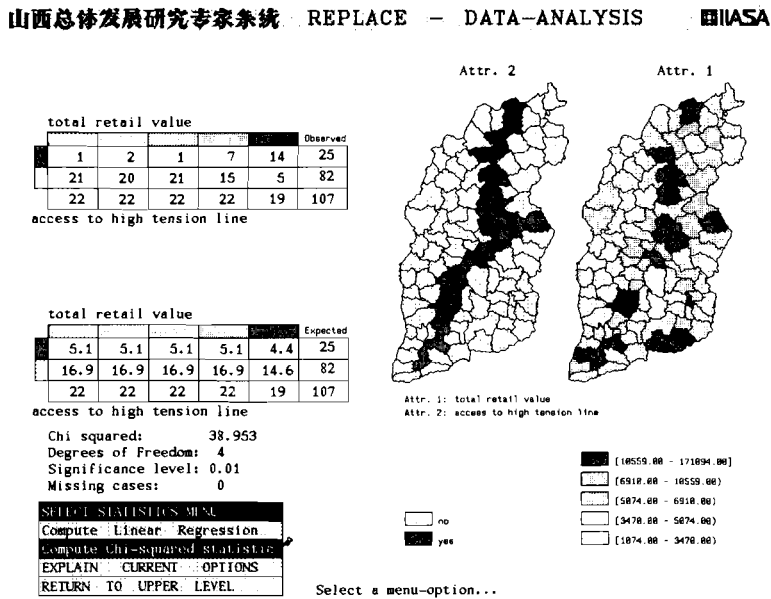 山西总体发展研究专家系统 REPLACE - DATA-ANALYSIS IIASA
Attr. 2 Attr. 1
total retail value
Observed
1 2 1 7 14 25
21 20 21 15 5 82
22 22 22 22 19 107
access to high tension line
total retail value
Expected
5.1 5.1 5.1 5.1 4.4 25
16.9 16.9 16.9 16.9 14.6 82
22 22 22 22 19 107
access to high tension line
Attr. 1: total retail value
Attr. 2: access to high tension line
Chi squared: 38.953
Degrees of Freedom: 4
Significance level: 0.01
Missing cases: 0
SELECT STATISTICS MENU
Compute Linear Regression
Compute Chi-squared statistic
EXPLAIN CURRENT OPTIONS
RETURN TO UPPER LEVEL
no
yes
[10559.00 - 171094.00]
[6910.00 - 10559.00)
[5074.00 - 6910.00)
[3470.00 - 5074.00)
[1074.00 - 3470.00)
Select a menu-option...